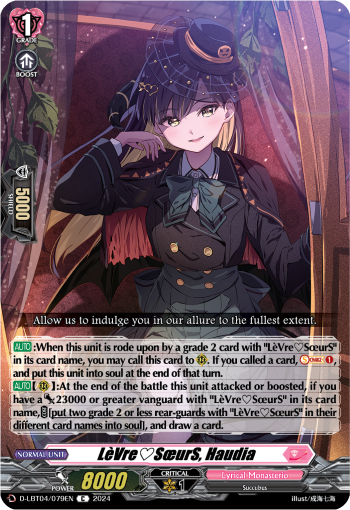 1
GRADE
BOOST
5000
SHIELD
Allow us to indulge you in our allure to the fullest extent.
AUTO:When this unit is rode upon by a grade 2 card with "LèVre♡SœurS"
in its card name, you may call this card to Ⓡ. If you called a card, CHARGE 1,
and put this unit into soul at the end of that turn.
AUTO【Ⓡ】:At the end of the battle this unit attacked or boosted, if you
have a 23000 or greater vanguard with "LèVre♡SœurS" in its card
name, [put two grade 2 or less rear-guards with "LèVre♡SœurS" in their
different card names into soul], and draw a card.
NORMAL UNIT
LèVre♡SœurS, Haudia
POWER
8000
CRITICAL
1
Lyrical Monasterio
Succubus
D-LBT04/079EN C 2024
illust/成海七海